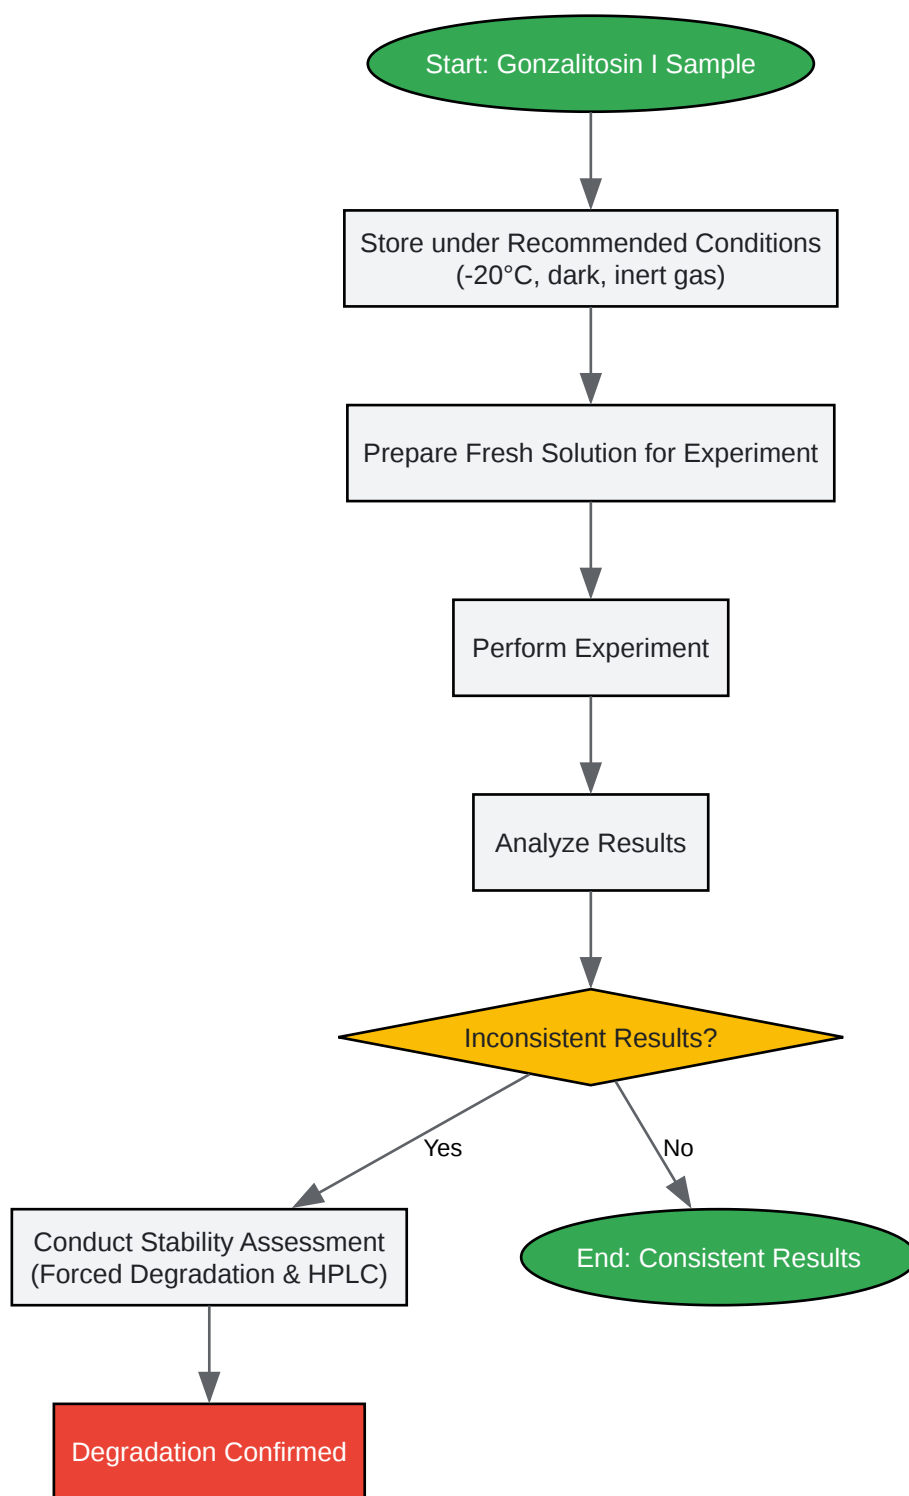 Start: Gonzalitosin I Sample
Store under Recommended Conditions
(-20°C, dark, inert gas)
Prepare Fresh Solution for Experiment
Perform Experiment
Analyze Results
Inconsistent Results?
Yes
No
Conduct Stability Assessment
(Forced Degradation & HPLC)
End: Consistent Results
Degradation Confirmed